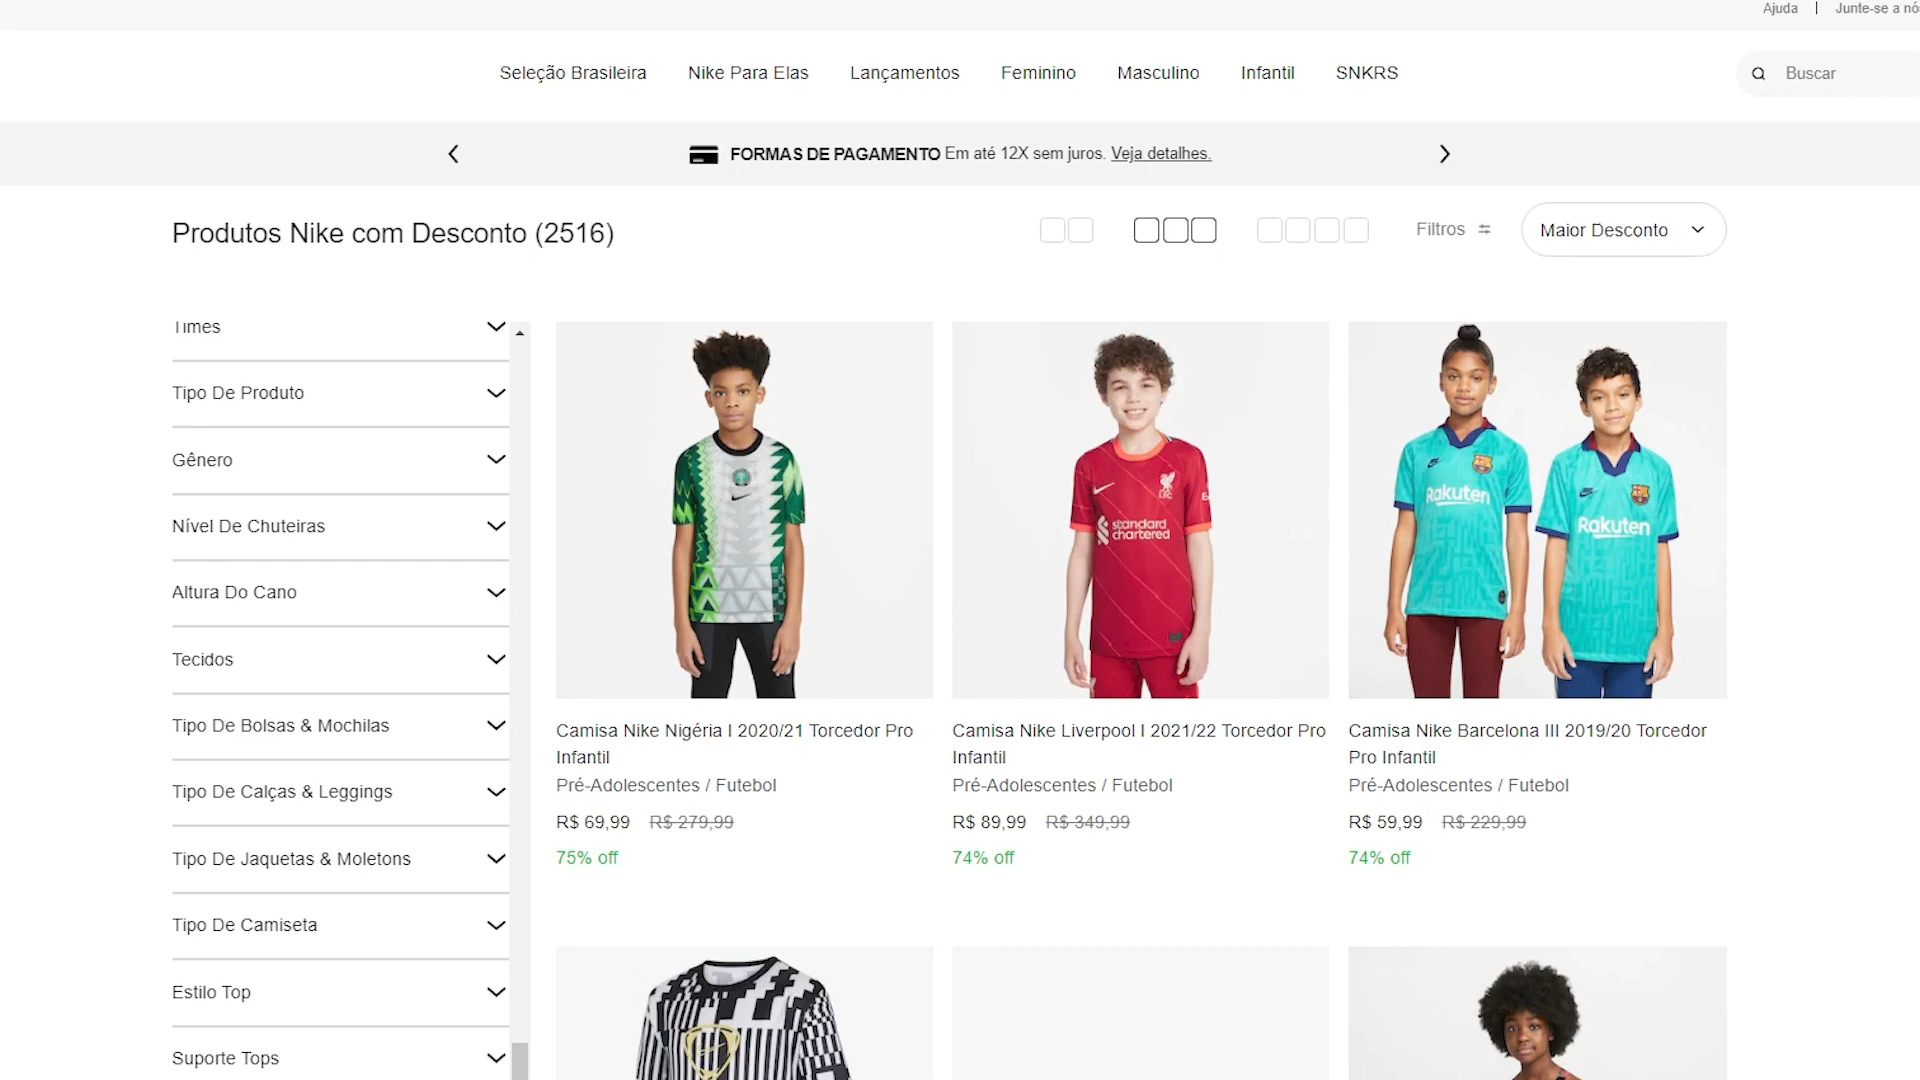 Ajuda | Junte-se a nó
Seleção Brasileira Nike Para Elas Lançamentos Feminino Masculino Infantil SNKRS
Buscar
FORMAS DE PAGAMENTO Em até 12X sem juros. Veja detalhes.
Produtos Nike com Desconto (2516)
Filtros
Maior Desconto
Times
Tipo De Produto
Gênero
Nível De Chuteiras
Altura Do Cano
Tecidos
Tipo De Bolsas & Mochilas
Tipo De Calças & Leggings
Tipo De Jaquetas & Moletons
Tipo De Camiseta
Estilo Top
Suporte Tops
Camisa Nike Nigéria I 2020/21 Torcedor Pro
Infantil
Pré-Adolescentes / Futebol
R$ 69,99 R$ 279,99
75% off
standard
chartered
Camisa Nike Liverpool I 2021/22 Torcedor Pro
Infantil
Pré-Adolescentes / Futebol
R$ 89,99 R$ 349,99
74% off
Rakuten
Rakuten
Camisa Nike Barcelona III 2019/20 Torcedor
Pro Infantil
Pré-Adolescentes / Futebol
R$ 59,99 R$ 229,99
74% off